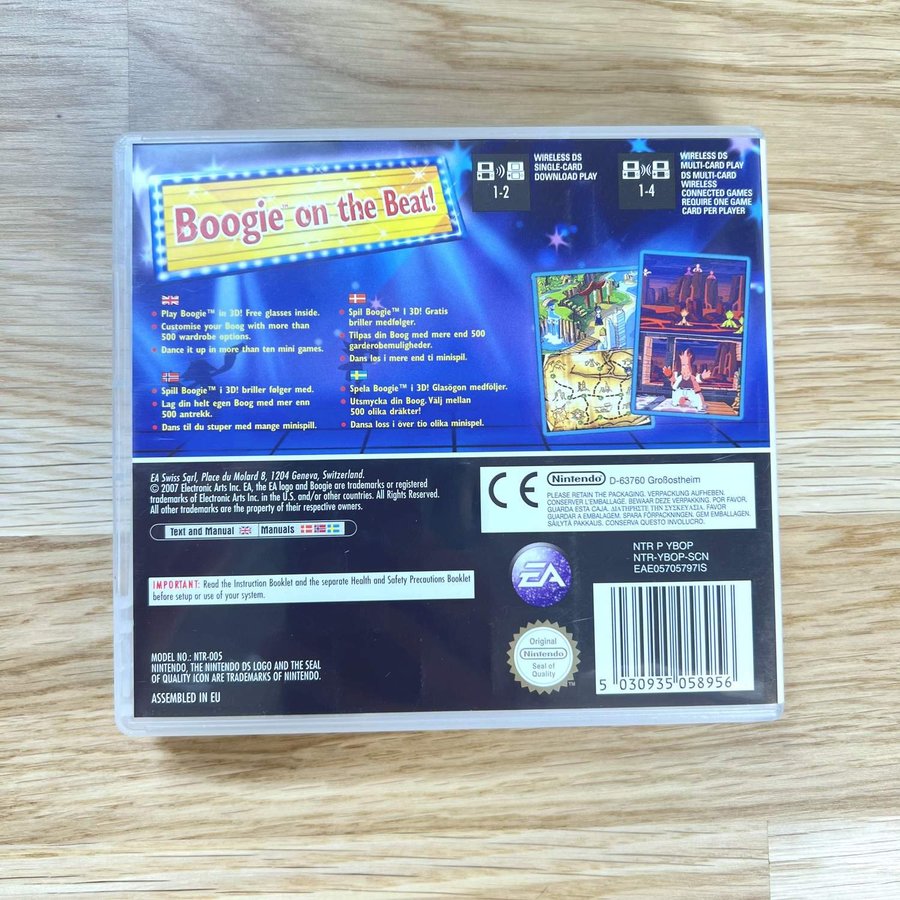 WIRELESS DS
SINGLE-CARD
DOWNLOAD PLAY
1-2
WIRELESS DS
MULTI-CARD PLAY
DS MULTI-CARD
WIRELESS
CONNECTED GAMES
REQUIRE ONE GAME
CARD PER PLAYER
1-4
Boogie™ on the Beat!
Play Boogie™ in 3D! Free glasses inside.
Customise your Boog with more than
500 wardrobe options.
Dance it up in more than ten mini games.
Spil Boogie™ i 3D! Gratis
briller medfølger.
Tilpas din Boog med mere end 500
garderobemuligheder.
Dans løs i mere end ti minispil.
Spill Boogie™ i 3D! briller følger med.
Lag din helt egen Boog med mer enn
500 antrekk.
Dans til du stuper med mange minispill.
Spela Boogie™ i 3D! Glasögon medföljer.
Utsmycka din Boog. Välj mellan
500 olika dräkter!
Dansa loss i över tio olika minispel.
EA Swiss Sarl, Place du Molard 8, 1204 Geneva, Switzerland.
© 2007 Electronic Arts Inc. EA, the EA logo and Boogie are trademarks or registered
trademarks of Electronic Arts Inc. in the U.S. and/or other countries. All Rights Reserved.
All other trademarks are the property of their respective owners.
Text and Manual
Manuals
CE
Nintendo
D-63760 Großostheim
PLEASE RETAIN THE PACKAGING. VERPACKUNG AUFHEBEN.
CONSERVER L'EMBALLAGE. BEWAAR DEZE VERPAKKING. POR FAVOR,
GUARDA ESTA CAJA. ΔΙΑΤΗΡΗΣΤΕ ΤΗΝ ΣΥΣΚΕΥΑΣΙΑ. FAVOR
GUARDAR A EMBALAGEM. SPARA FÖRPACKNINGEN. GEM EMBALLAGEN.
SÄILYTÄ PAKKAUS. CONSERVA QUESTO INVOLUCRO.
IMPORTANT: Read the Instruction Booklet and the separate Health and Safety Precautions Booklet
before setup or use of your system.
EA
NTR P YBOP
NTR-YBOP-SCN
EAE05705797IS
MODEL NO.: NTR-005
NINTENDO, THE NINTENDO DS LOGO AND THE SEAL
OF QUALITY ICON ARE TRADEMARKS OF NINTENDO.
ASSEMBLED IN EU
Original
Nintendo
Seal of
Quality
TM
5 030935 058956